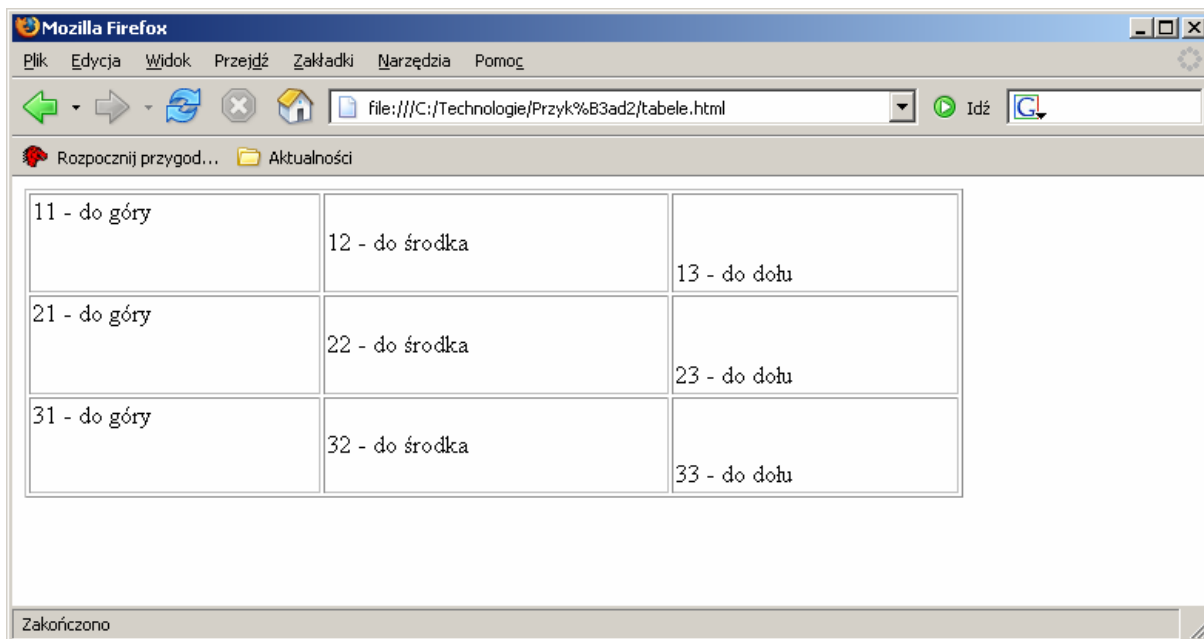 Mozilla Firefox
Plik Edycja Widok Przejdź Zakładki Narzędzia Pomoc
file:///C:/Technologie/Przyk%B3ad2/tabele.html Idź G
Rozpocznij przygod... Aktualności
11 - do góry
12 - do środka
13 - do dołu
21 - do góry
22 - do środka
23 - do dołu
31 - do góry
32 - do środka
33 - do dołu
Zakończono